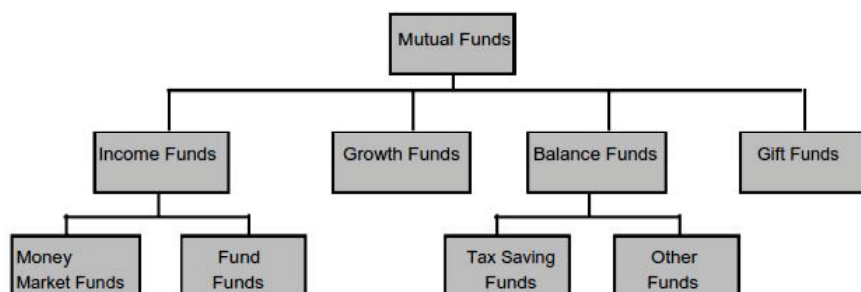 Mutual Funds
Income Funds
Growth Funds
Balance Funds
Gift Funds
Money
Market Funds
Fund
Funds
Tax Saving
Funds
Other
Funds